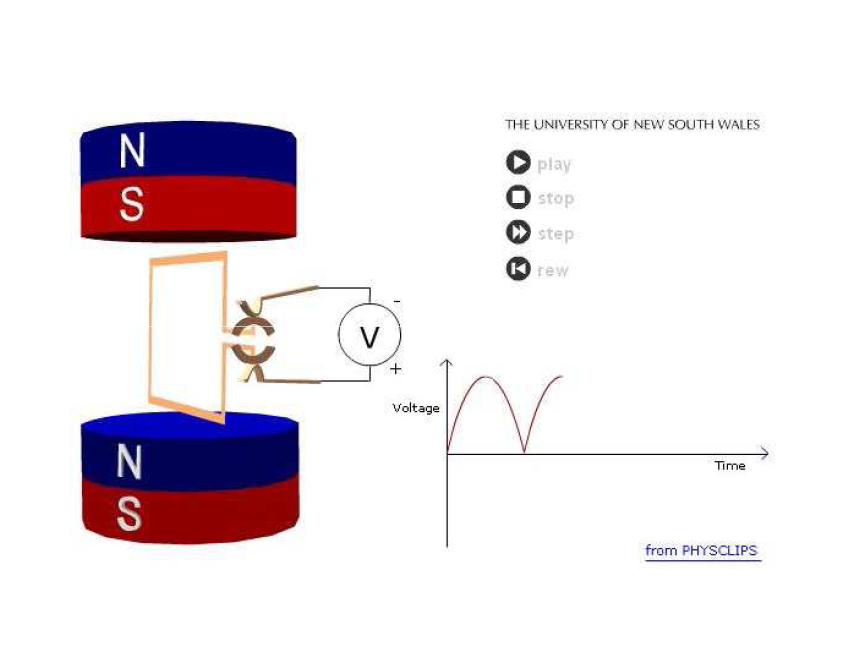 THE UNIVERSITY OF NEW SOUTH WALES
N
S
play
stop
step
rew
-
V
+
Voltage
Time
N
S
from PHYSCLIPS